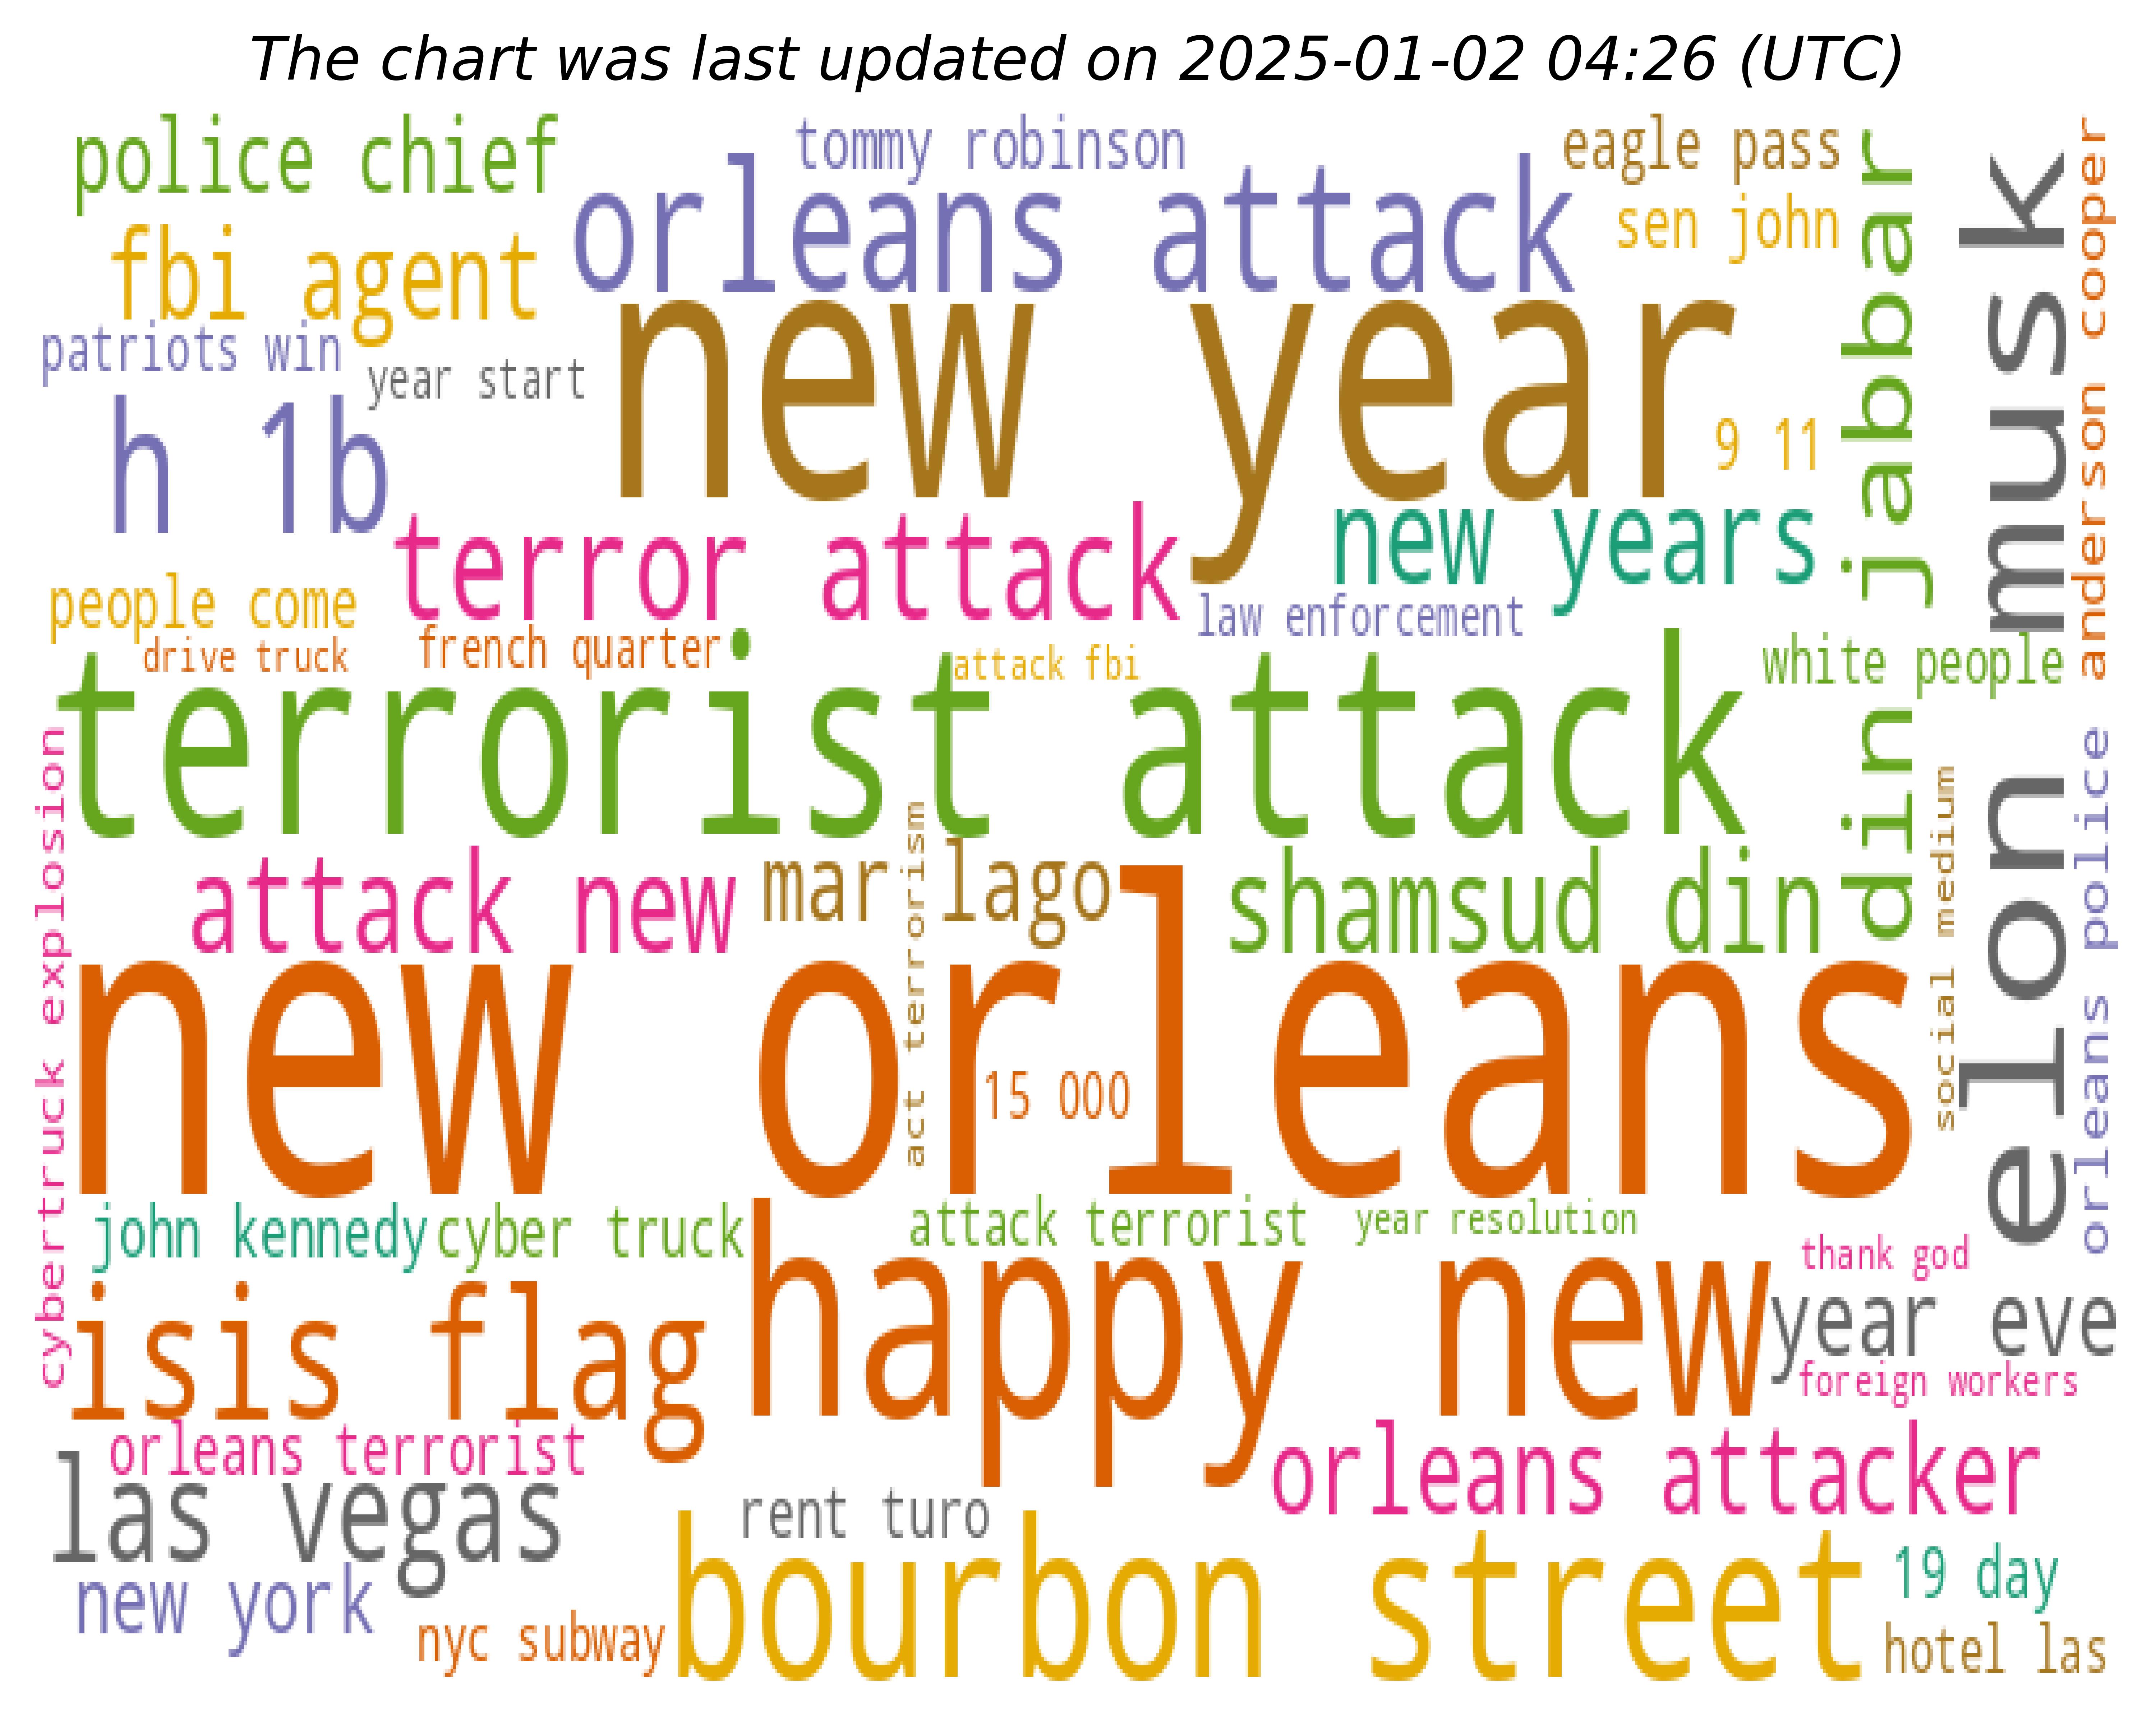 The chart was last updated on 2025-01-02 04:26 (UTC)
police chief
tommy robinson
eagle pass
orleans attack
sen john
fbi agent
patriots win
year start
new year
h 1b
9 11
terror attack
new years
people come
law enforcement
drive truck
french quarter
attack fbi
white people
terrorist attack
attack new
mar lago
shamsud din
new orleans
15 000
act terrorism
john kennedy
cyber truck
attack terrorist
year resolution
thank god
isis flag
happy new
year eve
foreign workers
orleans terrorist
orleans attacker
las vegas
rent turo
bourbon street
19 day
new york
nyc subway
hotel las
cybertruck explosion
din jabbar
social medium
elon musk
anderson cooper
orleans police